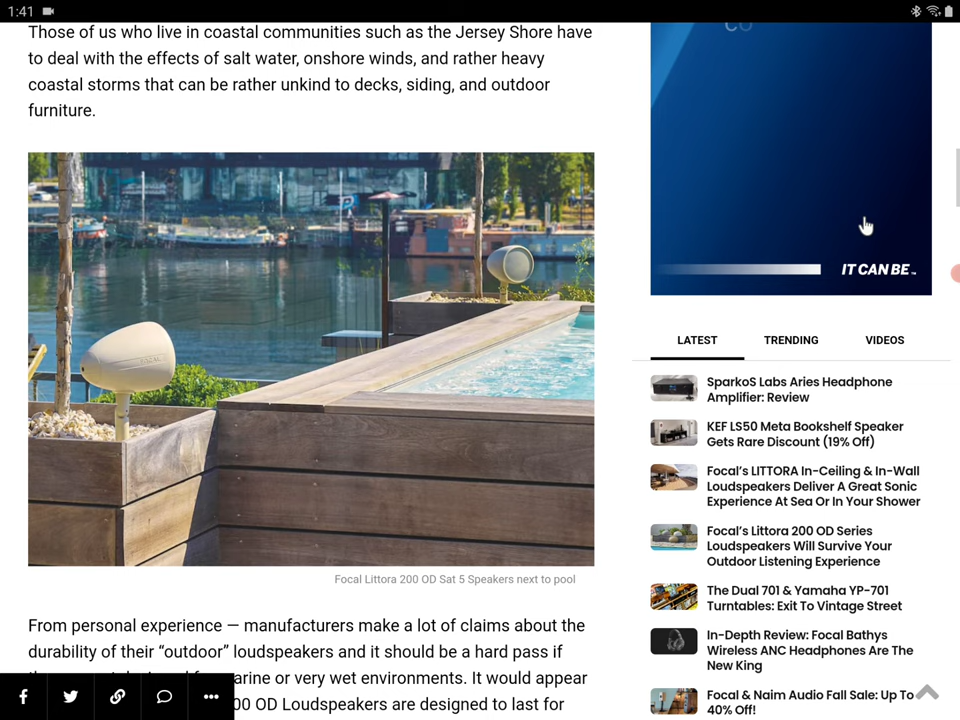 1:41
Those of us who live in coastal communities such as the Jersey Shore have
to deal with the effects of salt water, onshore winds, and rather heavy
coastal storms that can be rather unkind to decks, siding, and outdoor
furniture.
FOCAL
Focal Littora 200 OD Sat 5 Speakers next to pool
From personal experience — manufacturers make a lot of claims about the
durability of their “outdoor” loudspeakers and it should be a hard pass if
or very wet environments. It would appear
OD Loudspeakers are designed to last for
IT CAN BE™
LATEST
TRENDING
VIDEOS
SparkoS Labs Aries Headphone
Amplifier: Review
KEF LS50 Meta Bookshelf Speaker
Gets Rare Discount (19% Off)
Focal’s LITTORA In-Ceiling & In-Wall
Loudspeakers Deliver A Great Sonic
Experience At Sea Or In Your Shower
Focal’s Littora 200 OD Series
Loudspeakers Will Survive Your
Outdoor Listening Experience
The Dual 701 & Yamaha YP-701
Turntables: Exit To Vintage Street
In-Depth Review: Focal Bathys
Wireless ANC Headphones Are The
New King
Focal & Naim Audio Fall Sale: Up To
40% Off!